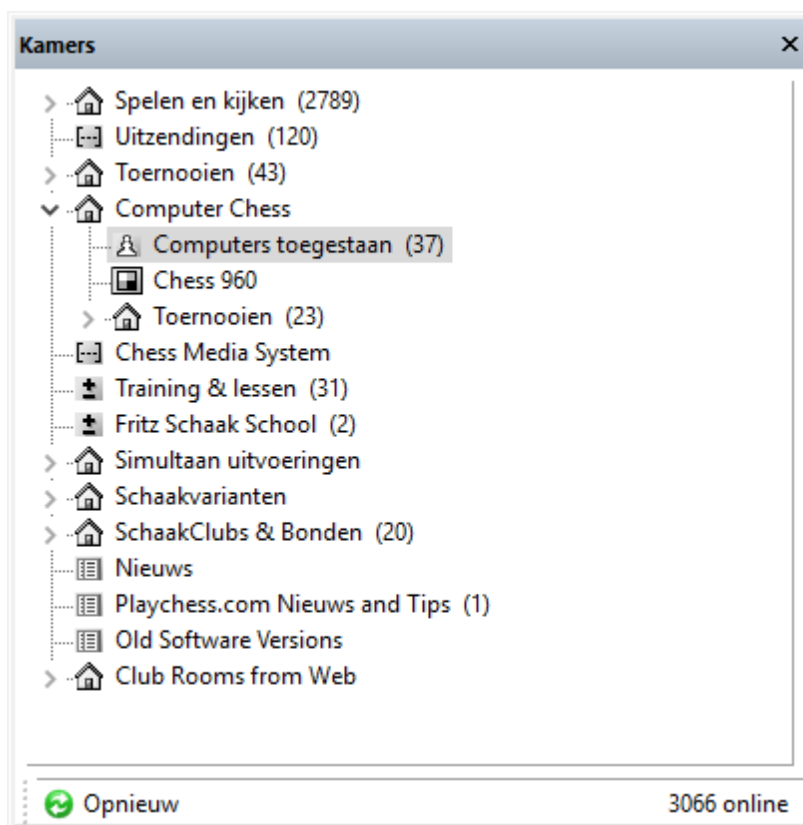 Kamers
Spelen en kijken (2789)
Uitzendingen (120)
Toernooien (43)
Computer Chess
Computers toegestaan (37)
Chess 960
Toernooien (23)
Chess Media System
Training & lessen (31)
Fritz Schaak School (2)
Simultaan uitvoeringen
Schaakvarianten
SchaakClubs & Bonden (20)
Nieuws
Playchess.com Nieuws and Tips (1)
Old Software Versions
Club Rooms from Web
Opnieuw 3066 online